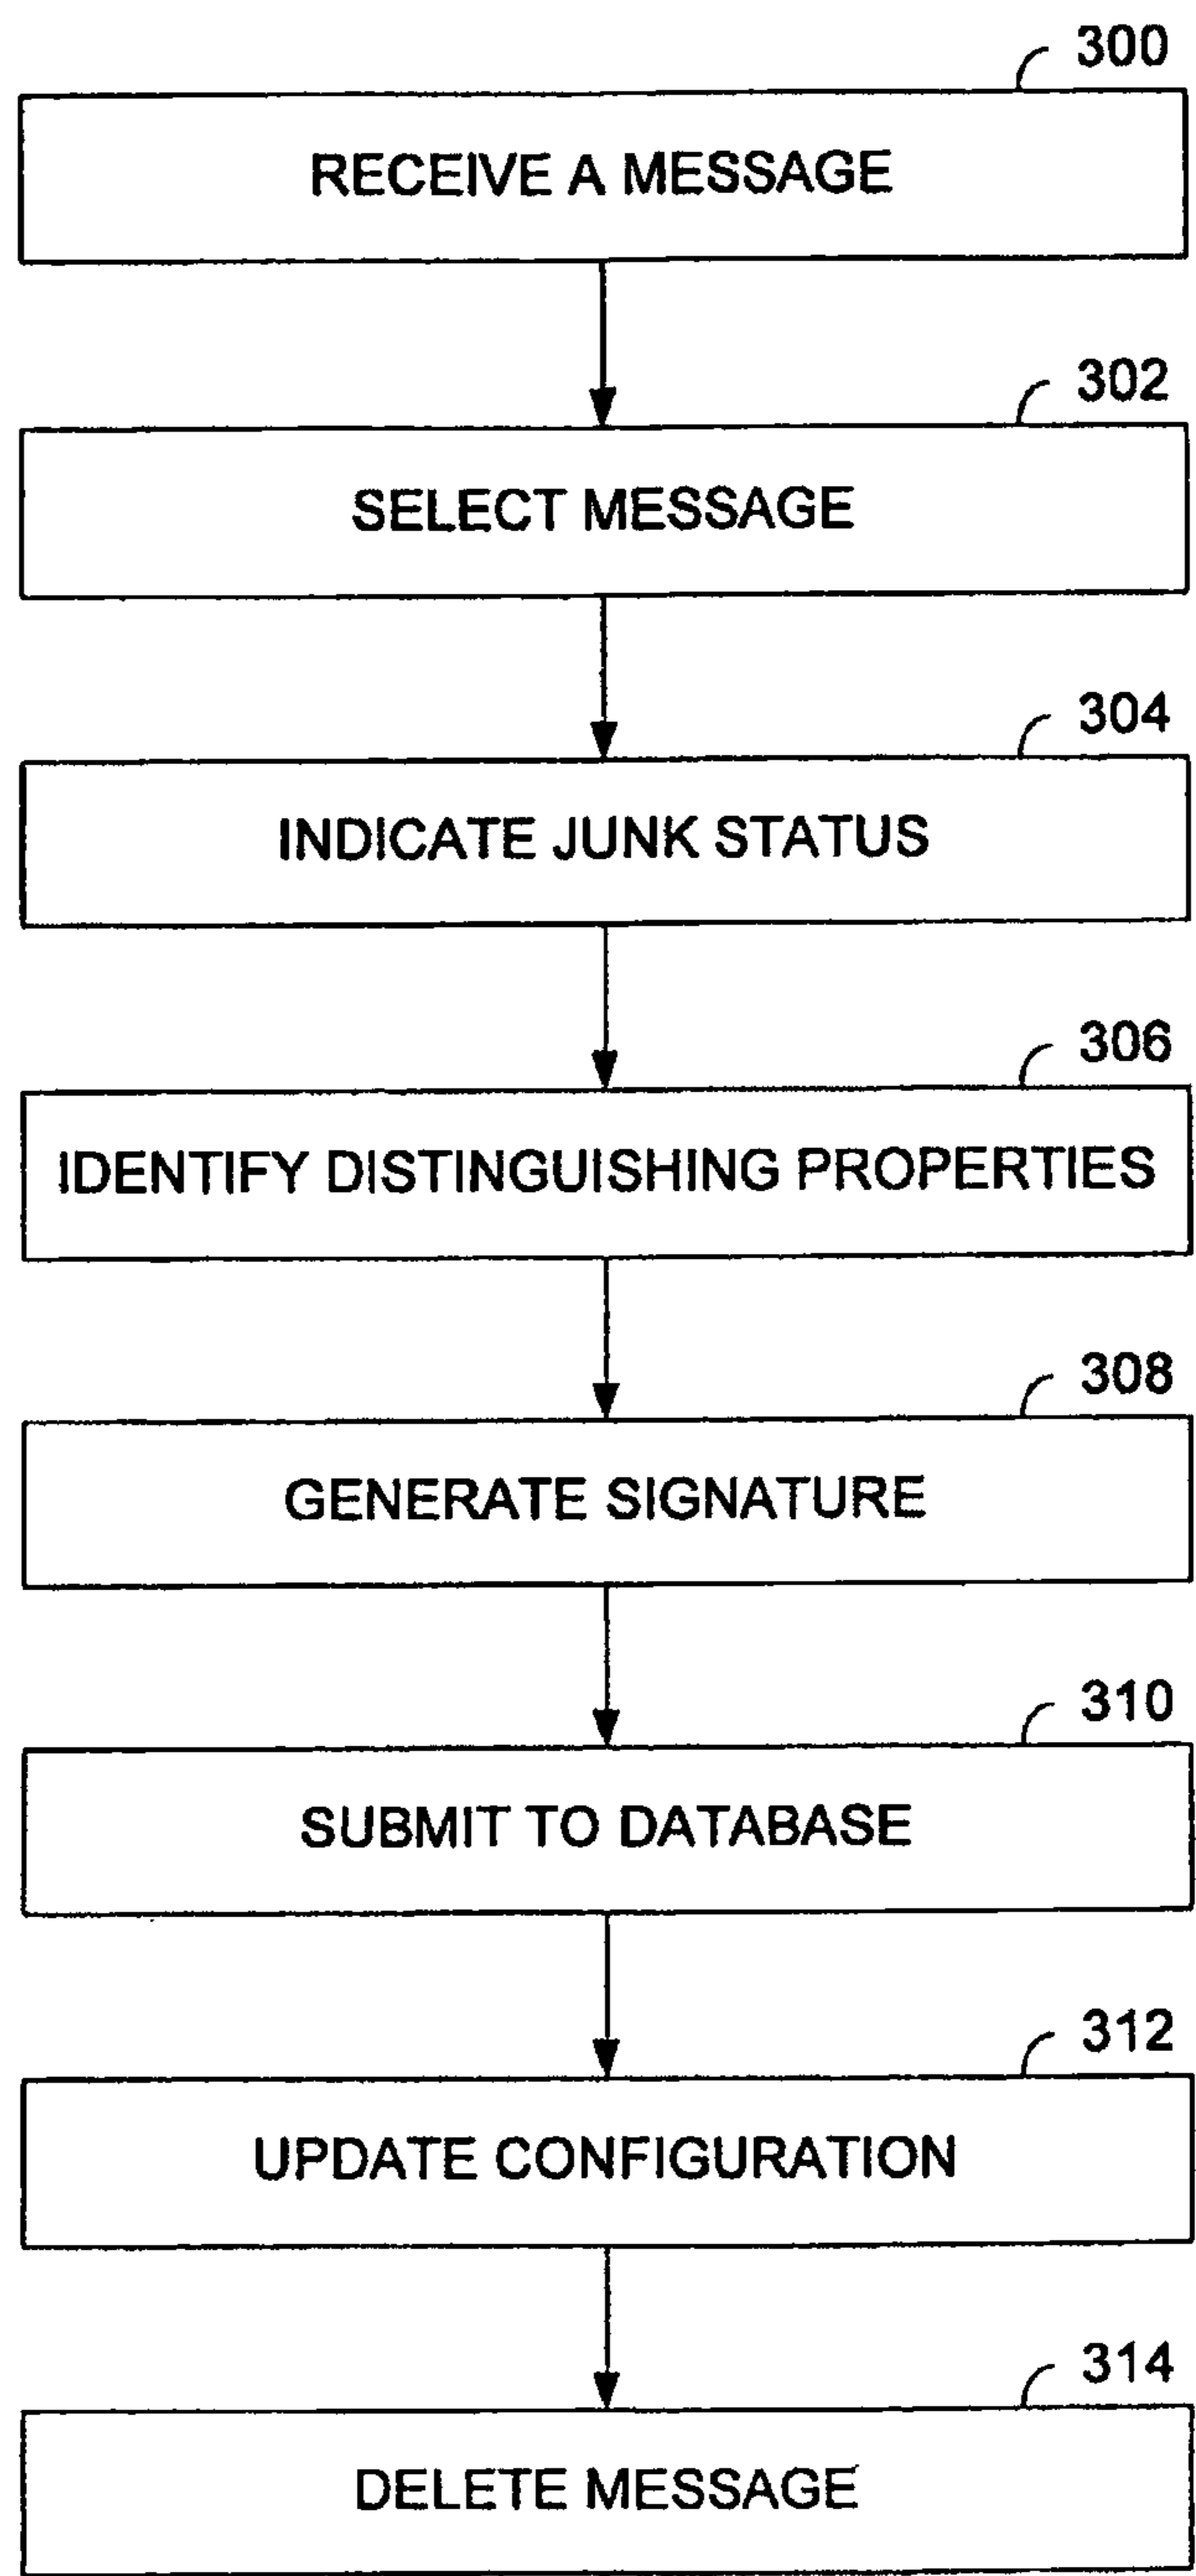 300
RECEIVE A MESSAGE
302
SELECT MESSAGE
304
INDICATE JUNK STATUS
306
IDENTIFY DISTINGUISHING PROPERTIES
308
GENERATE SIGNATURE
310
SUBMIT TO DATABASE
312
UPDATE CONFIGURATION
314
DELETE MESSAGE